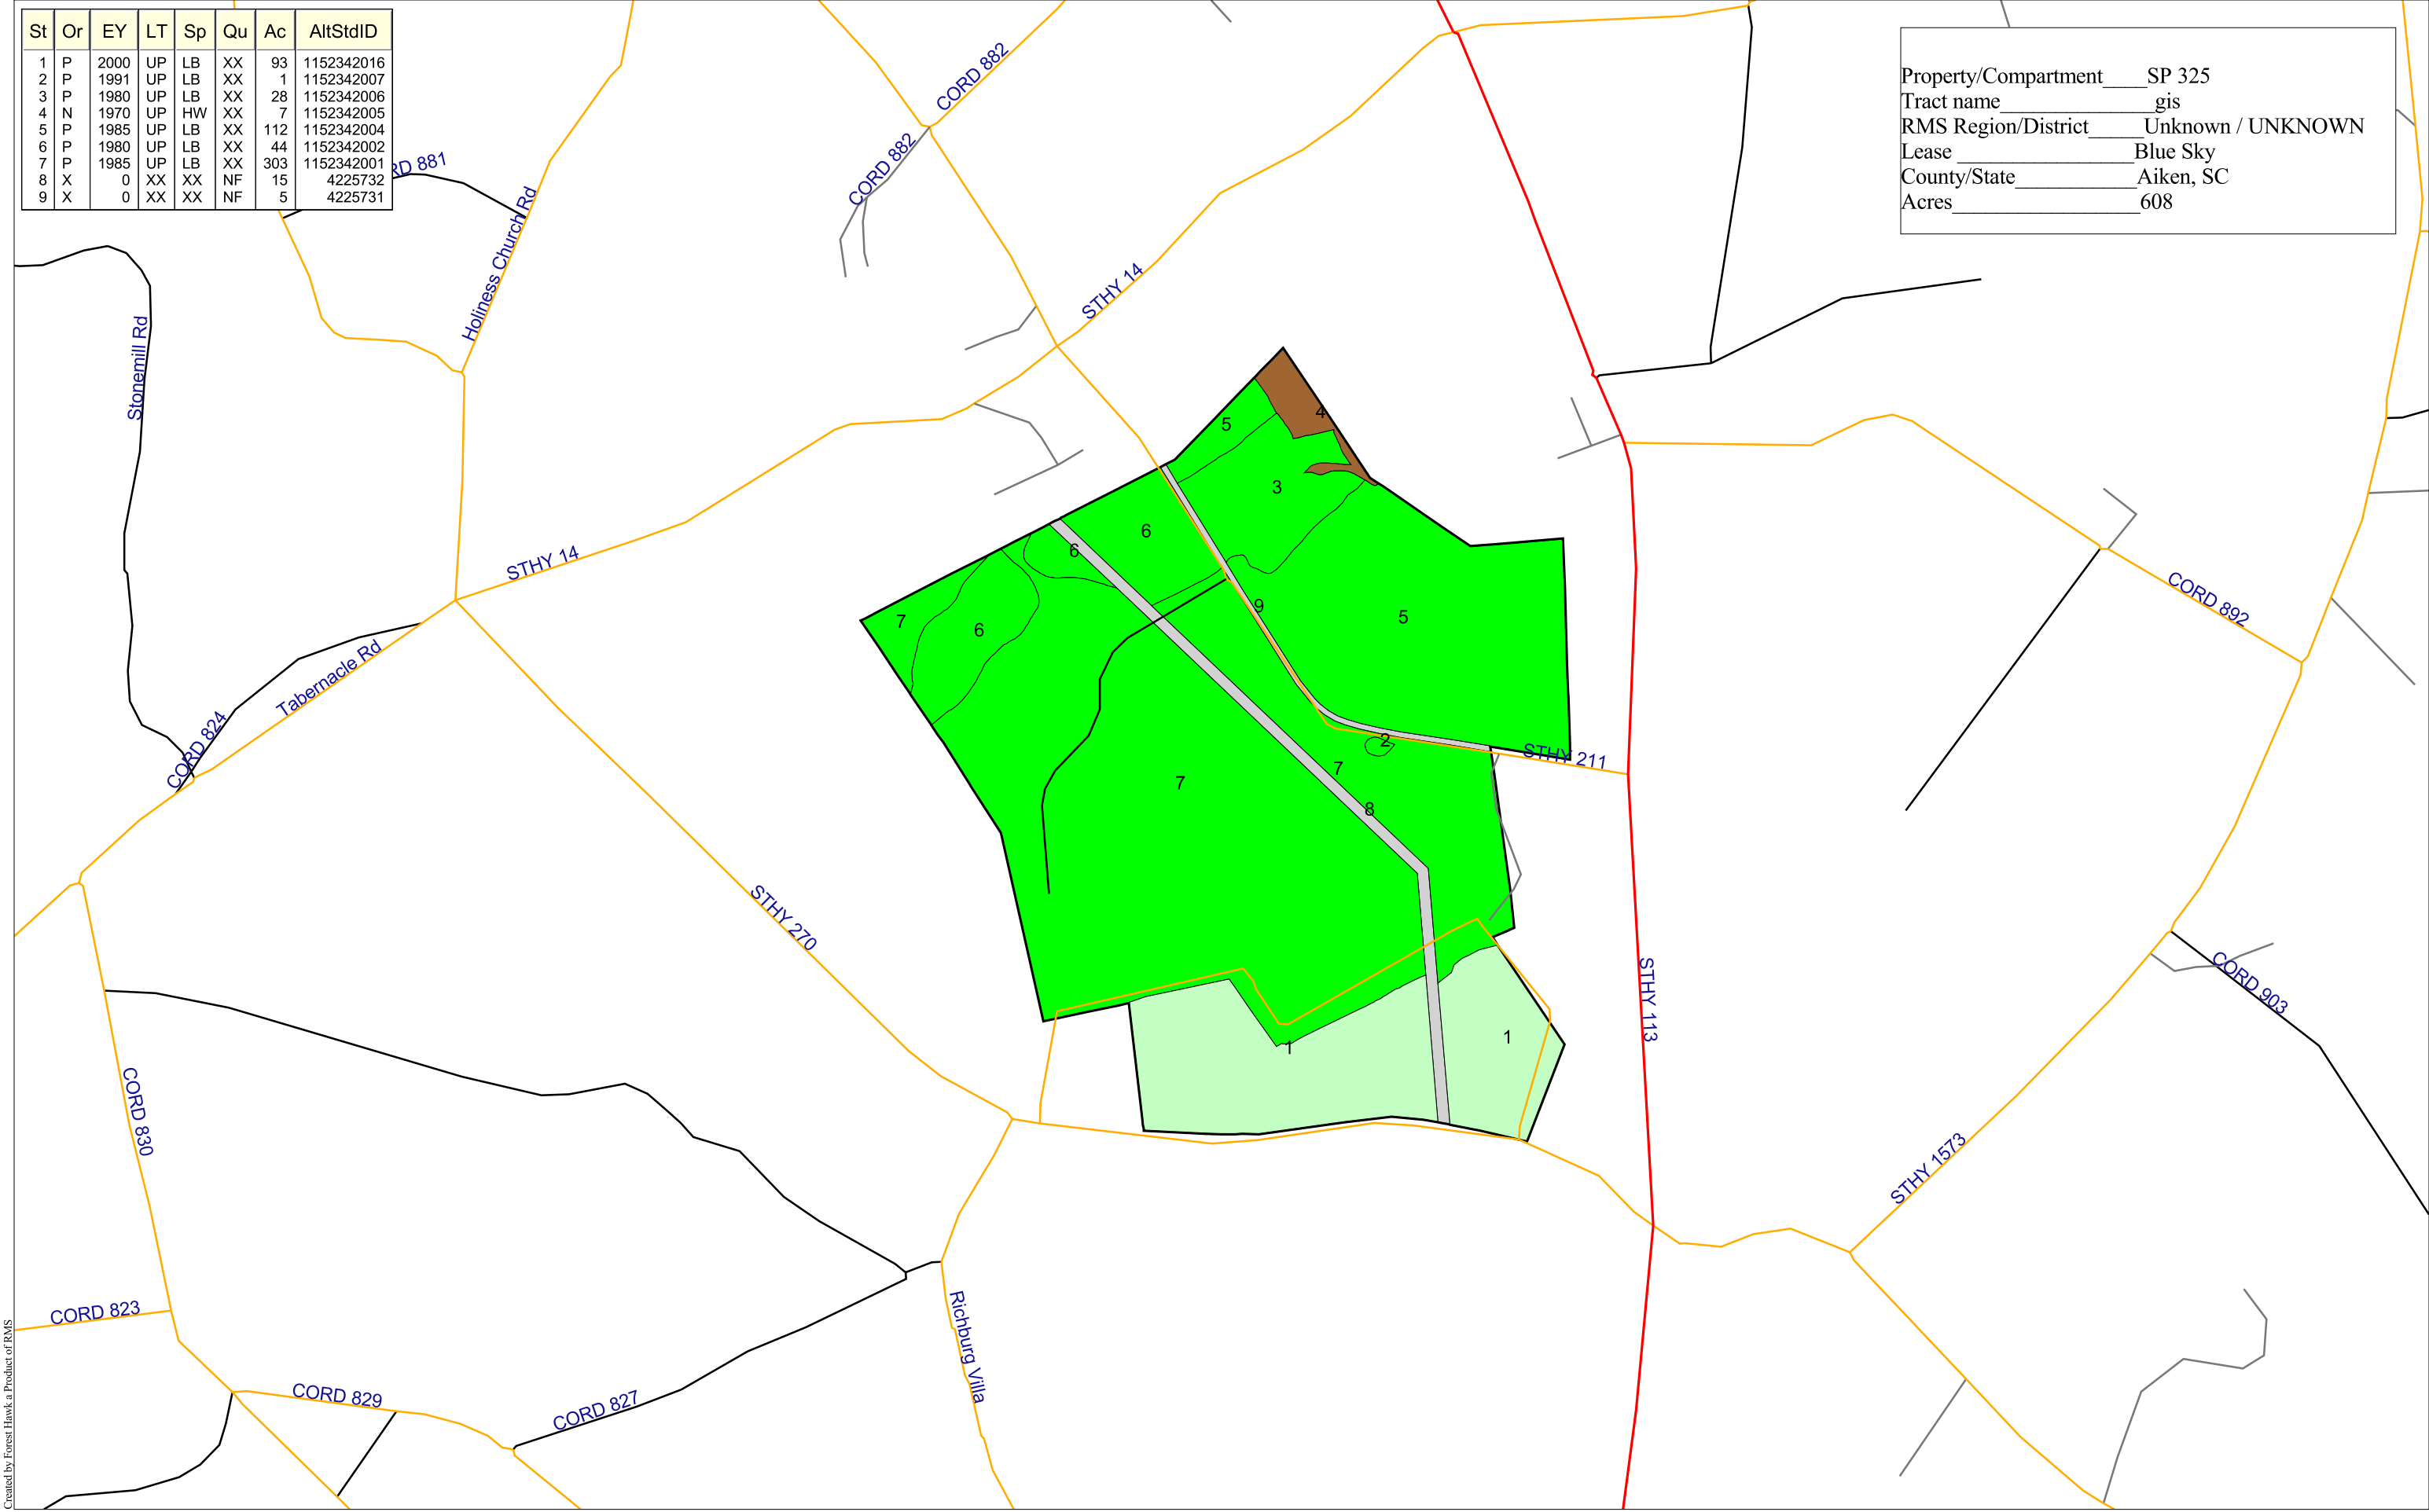 St Or EY LT Sp Qu Ac AltStdID
1 P 2000 UP LB XX 93 1152342016
2 P 1991 UP LB XX 1 1152342007
3 P 1980 UP LB XX 28 1152342006
4 N 1970 UP HW XX 7 1152342005
5 P 1985 UP LB XX 112 1152342004
6 P 1980 UP LB XX 44 1152342002
7 P 1985 UP LB XX 303 1152342001
8 X 0 XX XX NF 15 4225732
9 X 0 XX XX NF 5 4225731
Property/Compartment____SP 325
Tract name______________gis
RMS Region/District_____Unknown / UNKNOWN
Lease ________________Blue Sky
County/State___________Aiken, SC
Acres_________________608
CORD 882
CORD 882
RD 881
Holiness Church Rd
STHY 14
Stonemill Rd
4
5
3
6
6
STHY 14
CORD 892
9
5
7
6
Tabernacle Rd
CORD 824
2
STHY 211
7
7
8
STHY 270
CORD 903
STHY 113
1
1
CORD 830
STHY 1573
CORD 823
Richburg Villa
CORD 829
CORD 827
Created by Forest Hawk a Product of RMS